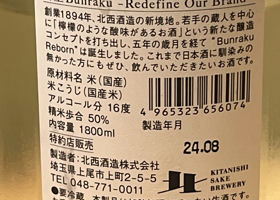 Bunraku -Redefine Our Brand-
創業1894年、北西酒造の新境地。若手の蔵人を中心
に「檸檬のような酸味があるお酒」という新たな醸造
コンセプトを打ち出し、五年の歳月を経て"Bunraku
Reborn"は誕生しました。これまで日本酒に馴染みの
無かった方にもぜひ、飲んでいただきたいお酒です。
原材料名 米(国産)
米こうじ(国産米)
アルコール分 16度
精米歩合 50%
内容量 1800ml
特約店販売
4 965323 656074
製造年月
24.08
製造者:北西酒造株式会社
埼玉県上尾市上町2-5-5
TEL 048-771-0011
KITANISHI
SAKE
BREWERY